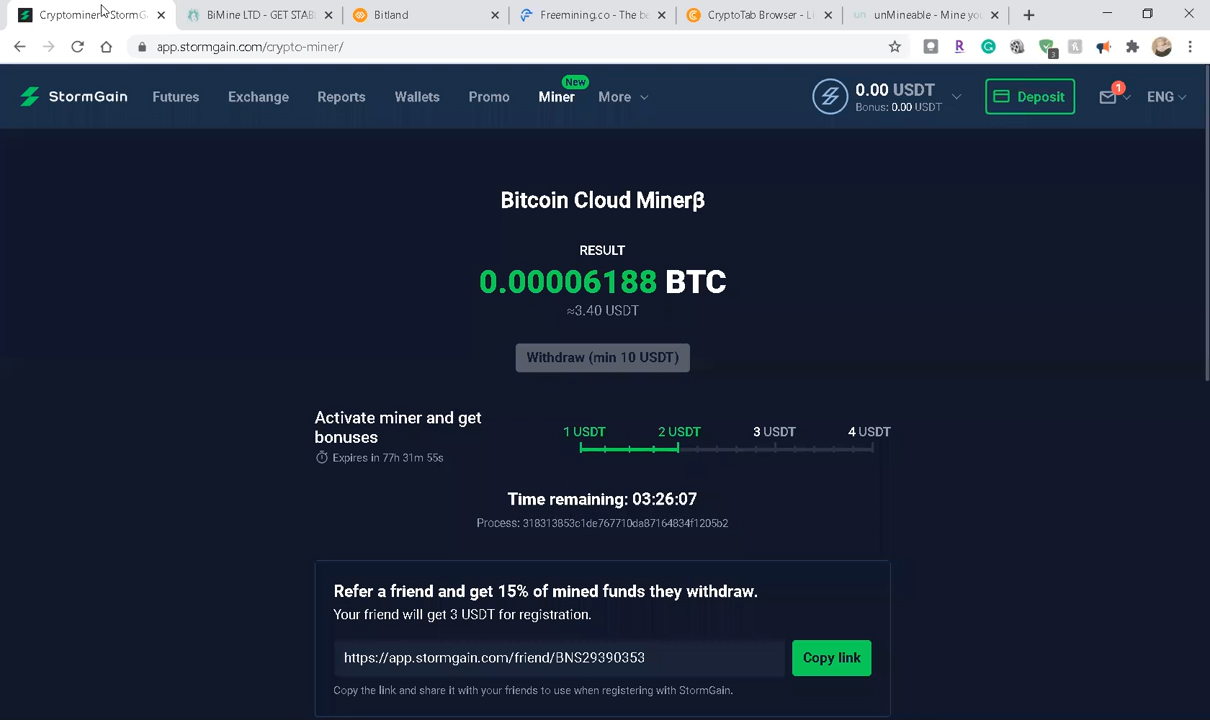 Cryptominer - StormGa
BiMine LTD - GET STABL
Bitland
Freemining.co - The be
CryptoTab Browser - Li
unMineable - Mine you
app.stormgain.com/crypto-miner/
3
StormGain
Futures
Exchange
Reports
Wallets
Promo
Miner
New
More
0.00 USDT
Bonus: 0.00 USDT
Deposit
1
ENG
Bitcoin Cloud Minerβ
RESULT
0.00006188 BTC
≈3.40 USDT
Withdraw (min 10 USDT)
Activate miner and get
bonuses
Expires in 77h 31m 55s
1 USDT
2 USDT
3 USDT
4 USDT
Time remaining: 03:26:07
Process: 318313853c1de767710da87164834f1205b2
Refer a friend and get 15% of mined funds they withdraw.
Your friend will get 3 USDT for registration.
https://app.stormgain.com/friend/BNS29390353
Copy link
Copy the link and share it with your friends to use when registering with StormGain.